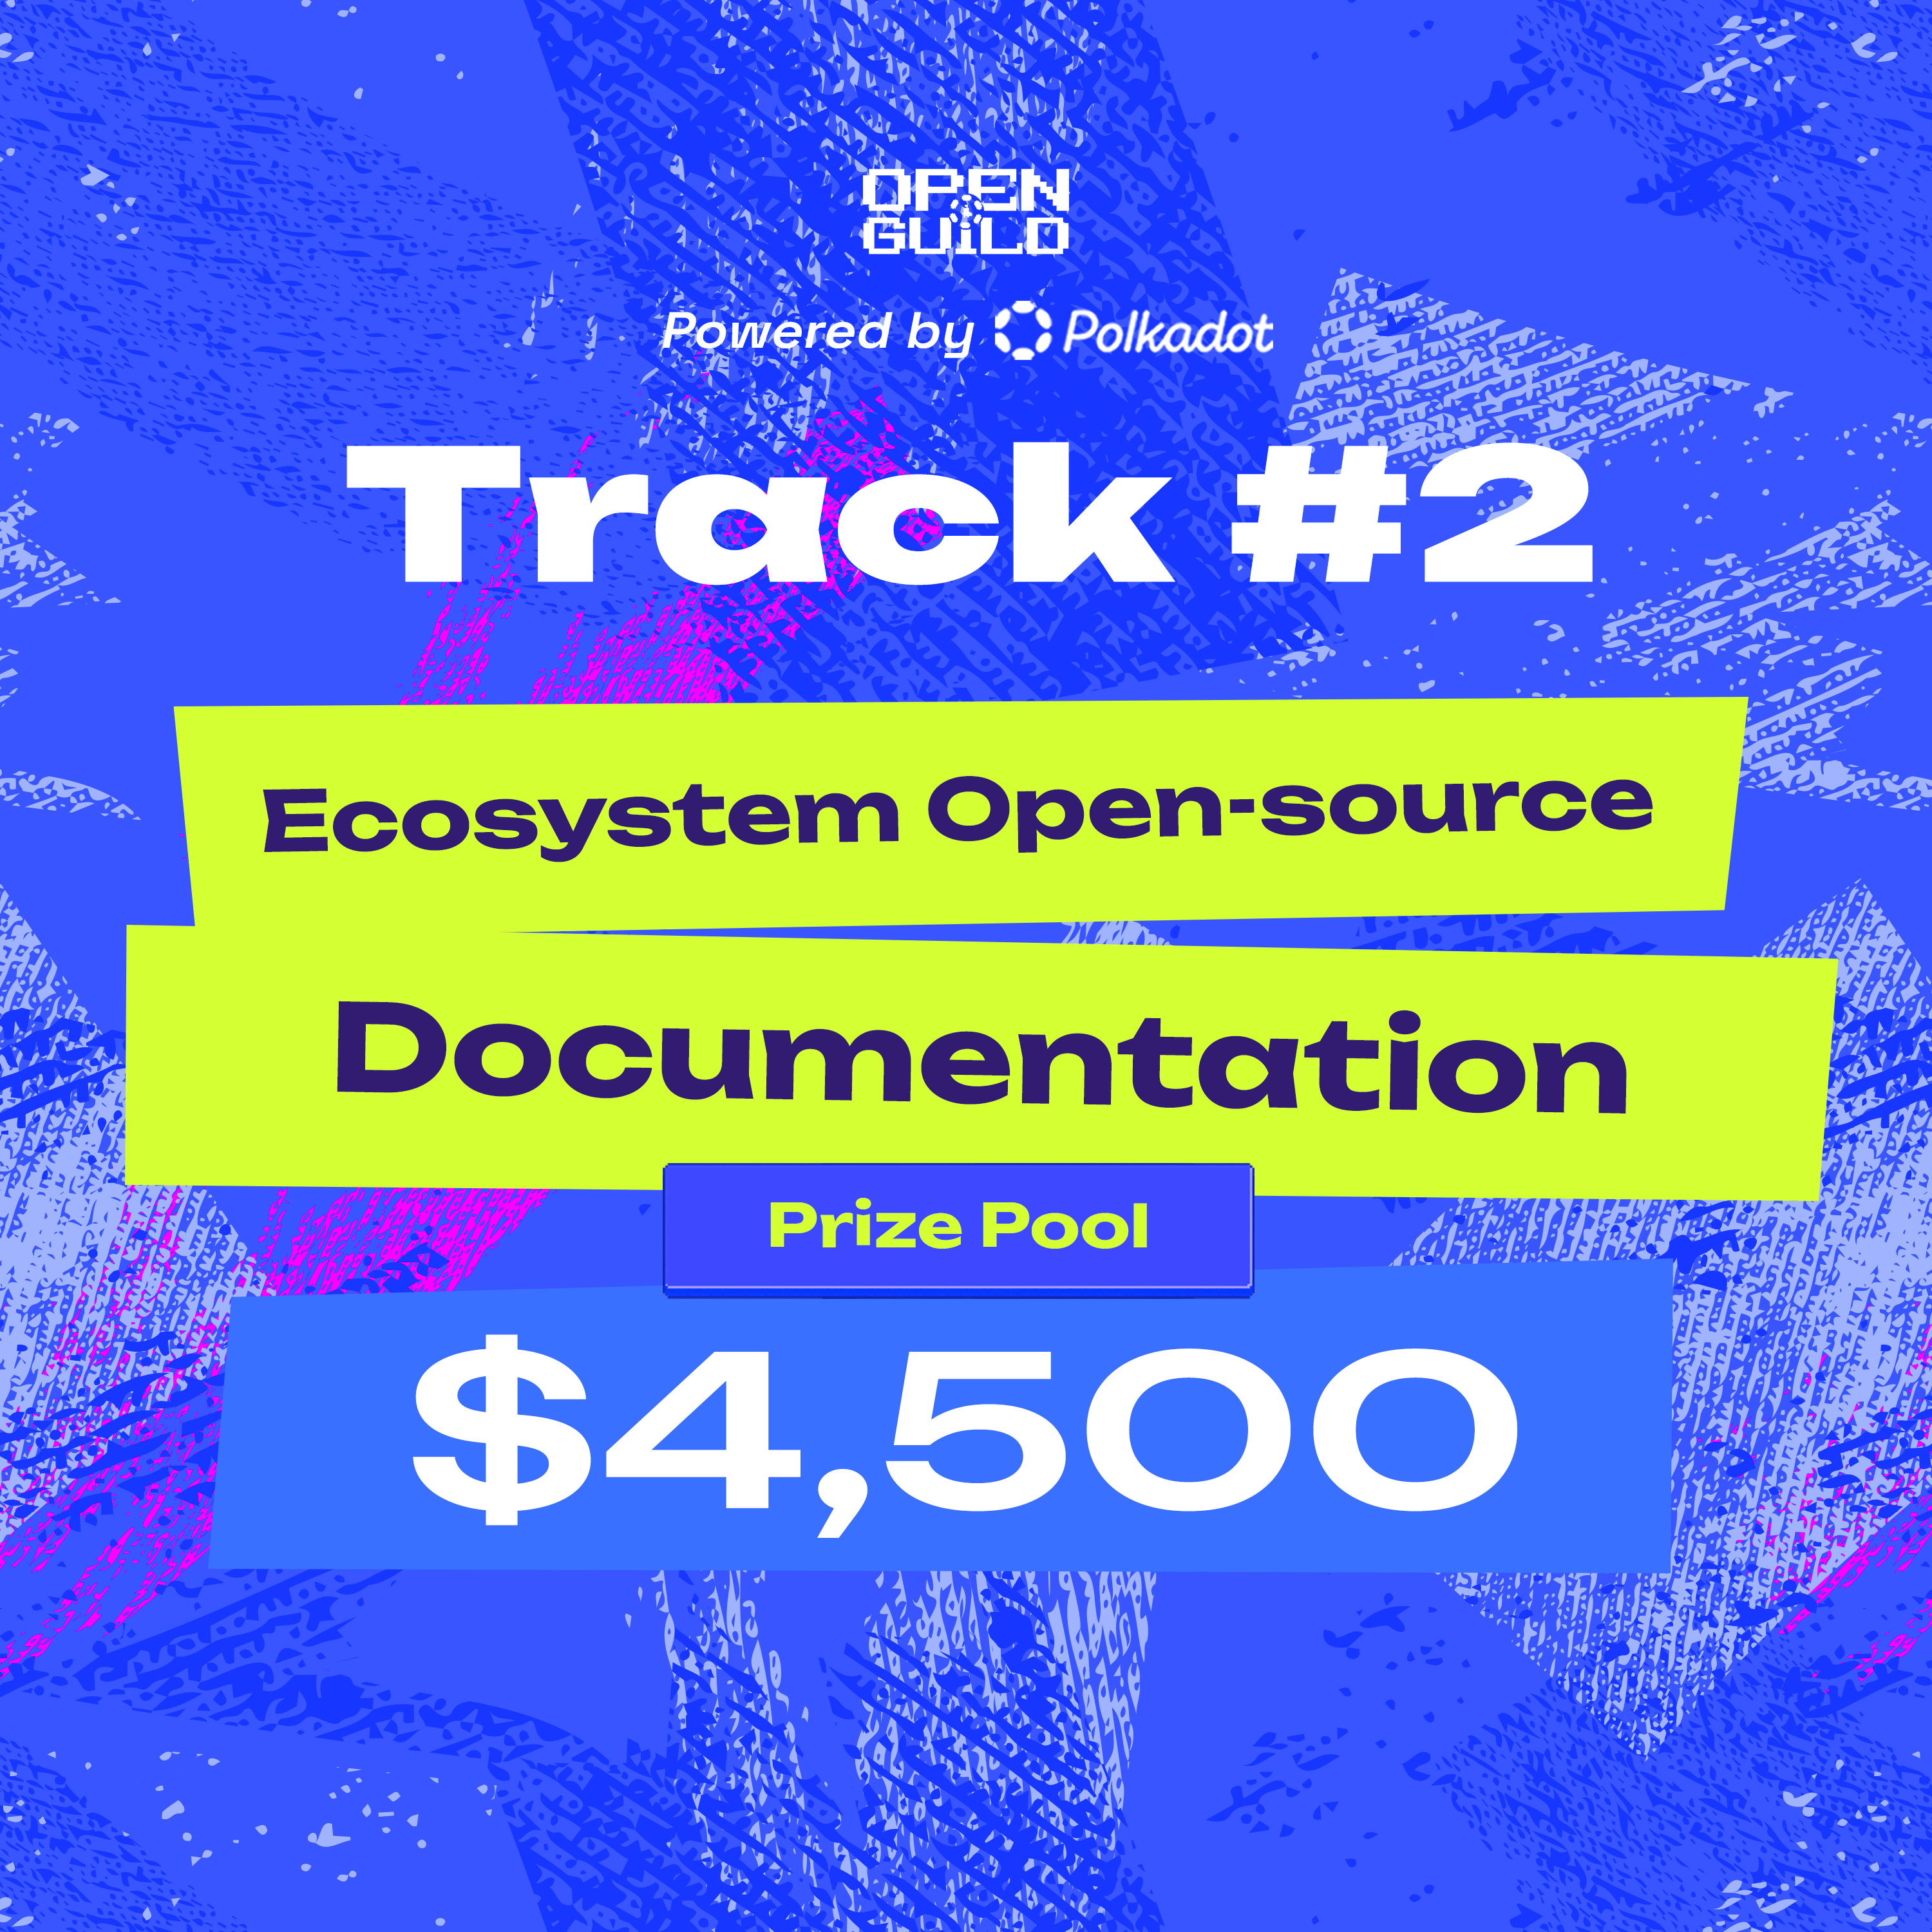 OPEN
GUILD
Powered by Polkadot
Track #2
Ecosystem Open-source
Documentation
Prize Pool
$4,500